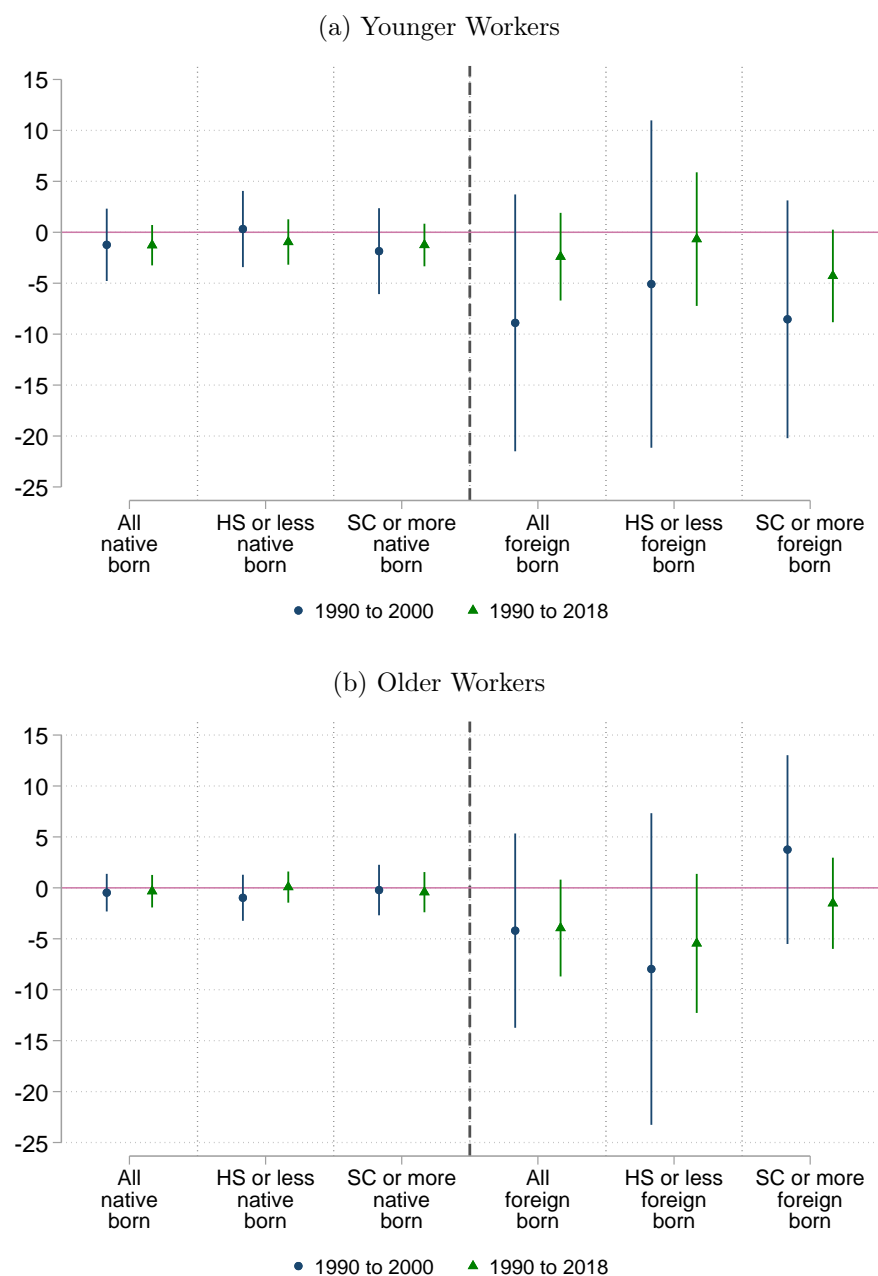 (a) Younger Workers
15
10
5
0
-5
-10
-15
-20
-25
All native born
HS or less native born
SC or more native born
All foreign born
HS or less foreign born
SC or more foreign born
1990 to 2000
1990 to 2018
(b) Older Workers
15
10
5
0
-5
-10
-15
-20
-25
All native born
HS or less native born
SC or more native born
All foreign born
HS or less foreign born
SC or more foreign born
1990 to 2000
1990 to 2018